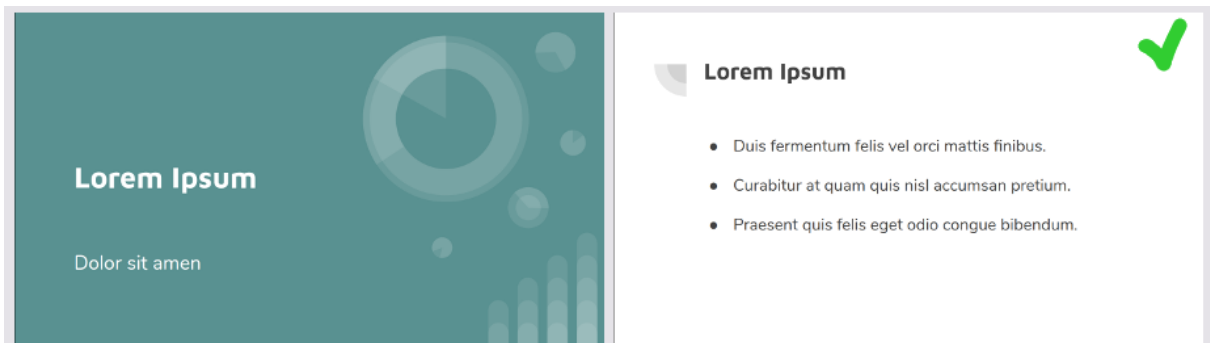 Lorem Ipsum
Dolor sit amen
Lorem Ipsum
● Duis fermentum felis vel orci mattis finibus.
● Curabitur at quam quis nisl accumsan pretium.
● Praesent quis felis eget odio congue bibendum.